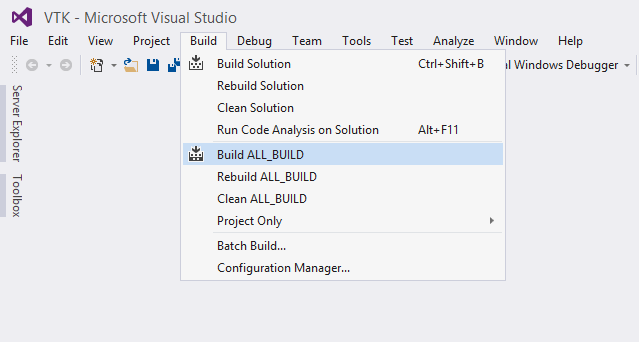 VTK - Microsoft Visual Studio
File Edit View Project Build Debug Team Tools Test Analyze Window Help
Build Solution Ctrl+Shift+B
Windows Debugger
Rebuild Solution
Clean Solution
Run Code Analysis on Solution Alt+F11
Build ALL_BUILD
Rebuild ALL_BUILD
Clean ALL_BUILD
Project Only
Batch Build...
Configuration Manager...
Server Explorer
Toolbox